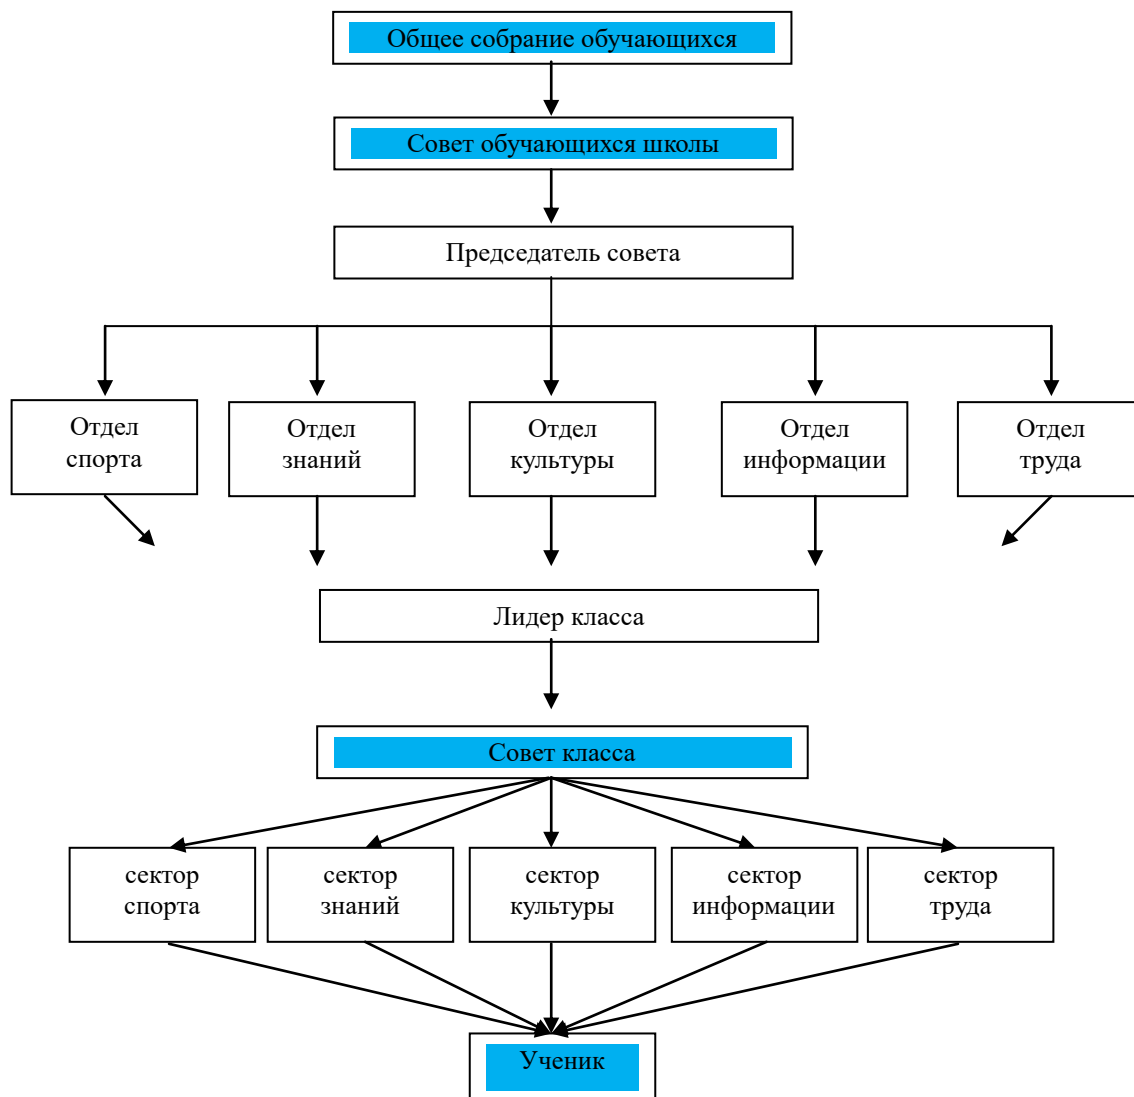 Общее собрание обучающихся
Совет обучающихся школы
Председатель совета
Отдел
спорта
Отдел
знаний
Отдел
культуры
Отдел
информации
Отдел
труда
Лидер класса
Совет класса
сектор
спорта
сектор
знаний
сектор
культуры
сектор
информации
сектор
труда
Ученик